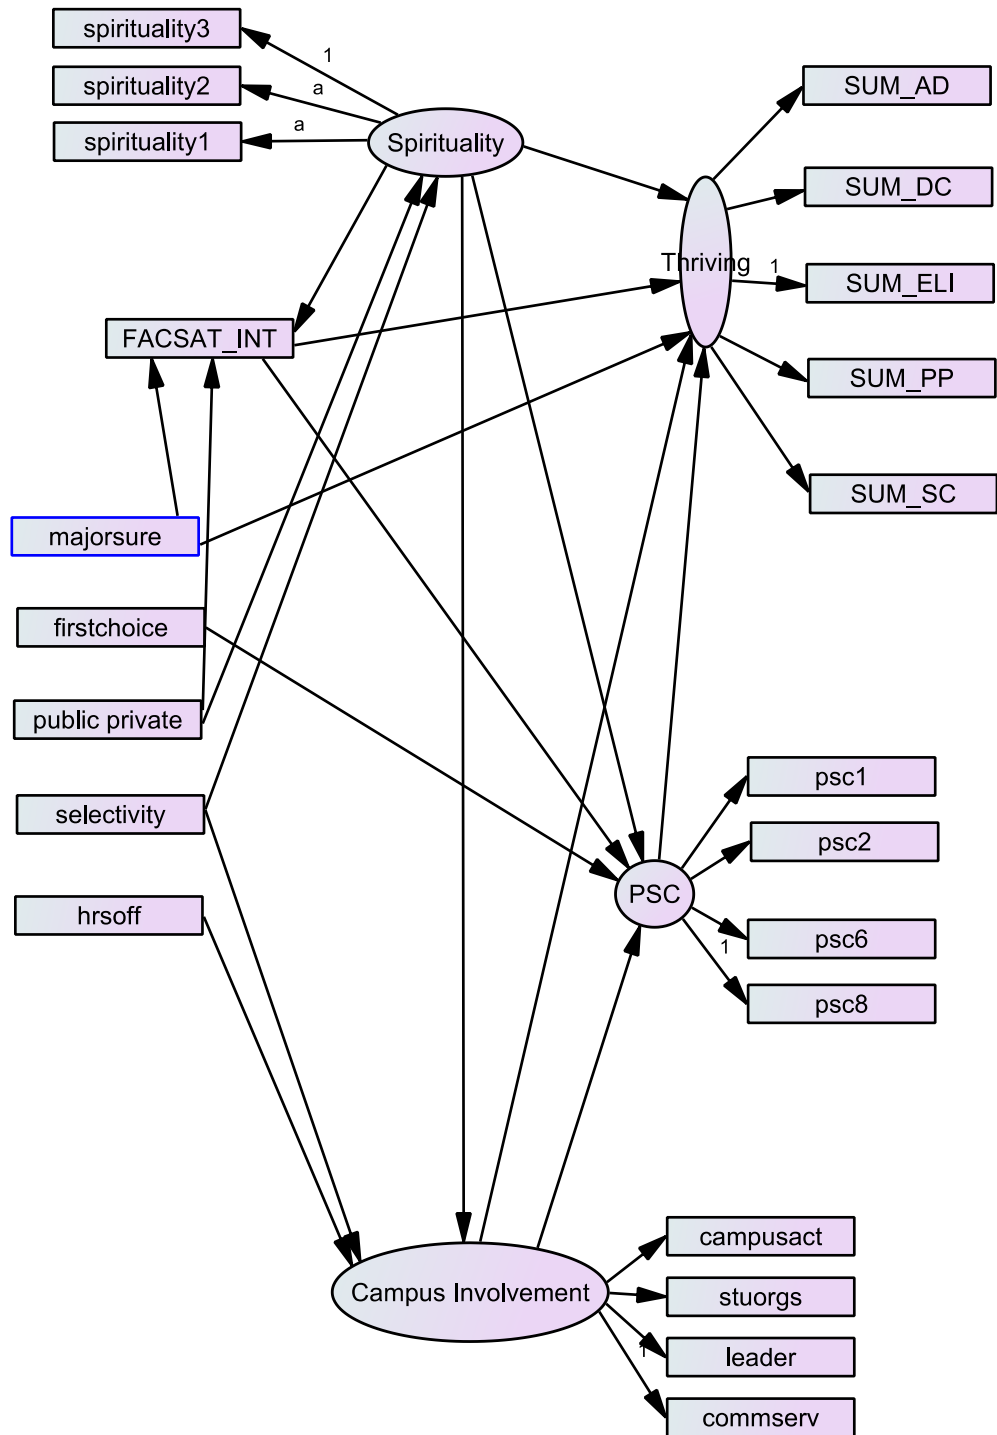 spirituality3
1
spirituality2
a
spirituality1
a
Spirituality
SUM_AD
SUM_DC
Thriving
1
SUM_ELI
FACSAT_INT
SUM_PP
SUM_SC
majorsure
firstchoice
public private
selectivity
hrsoff
psc1
psc2
PSC
psc6
1
psc8
campusact
Campus Involvement
stuorgs
1
leader
commserv